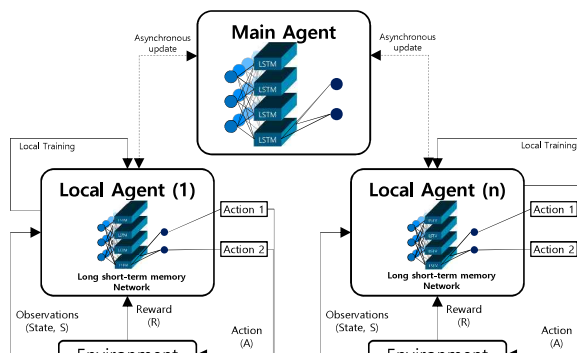 Main Agent
Asynchronous
update
Asynchronous
update
LSTM
LSTM
LSTM
LSTM
Local Training
Local Training
Local Agent (1)
Action 1
Action 2
Long short-term memory
Network
Local Agent (n)
Action 1
Action 2
Long short-term memory
Network
Observations
(State, S)
Reward
(R)
Action
(A)
Observations
(State, S)
Reward
(R)
Action
(A)
Environment
Environment